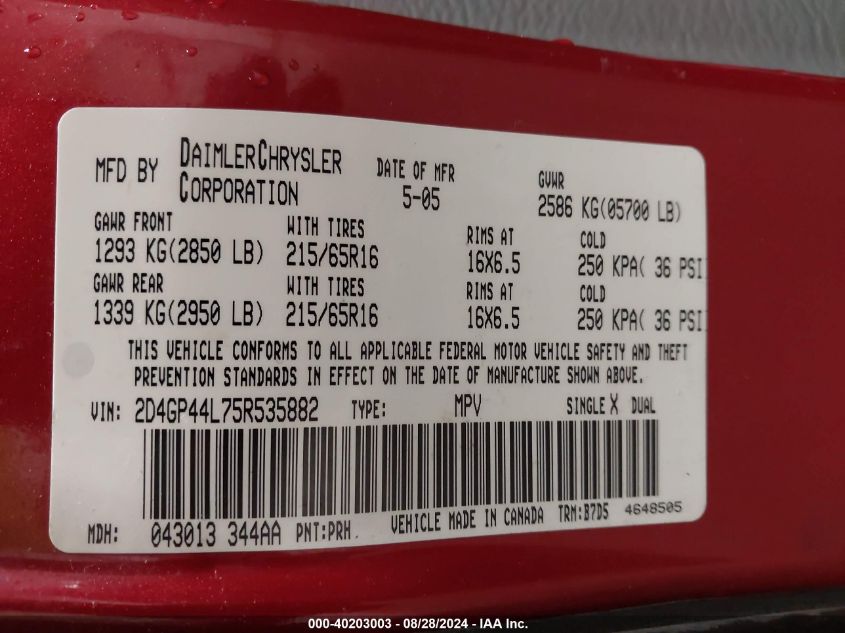 MFD BY DAIMLERCHRYSLER CORPORATION
DATE OF MFR 5-05
GVWR 2586 KG(05700 LB)
GAWR FRONT WITH TIRES RIMS AT COLD
1293 KG(2850 LB) 215/65R16 16X6.5 250 KPA( 36 PSI
GAWR REAR WITH TIRES RIMS AT COLD
1339 KG(2950 LB) 215/65R16 16X6.5 250 KPA( 36 PSI
THIS VEHICLE CONFORMS TO ALL APPLICABLE FEDERAL MOTOR VEHICLE SAFETY AND THEFT
PREVENTION STANDARDS IN EFFECT ON THE DATE OF MANUFACTURE SHOWN ABOVE.
VIN: 2D4GP44L75R535882 TYPE: MPV SINGLE X DUAL
MDH: 043013 344AA PNT:PRH. VEHICLE MADE IN CANADA TRM:B7D5 4648505
000-40203003 - 08/28/2024 - IAA Inc.